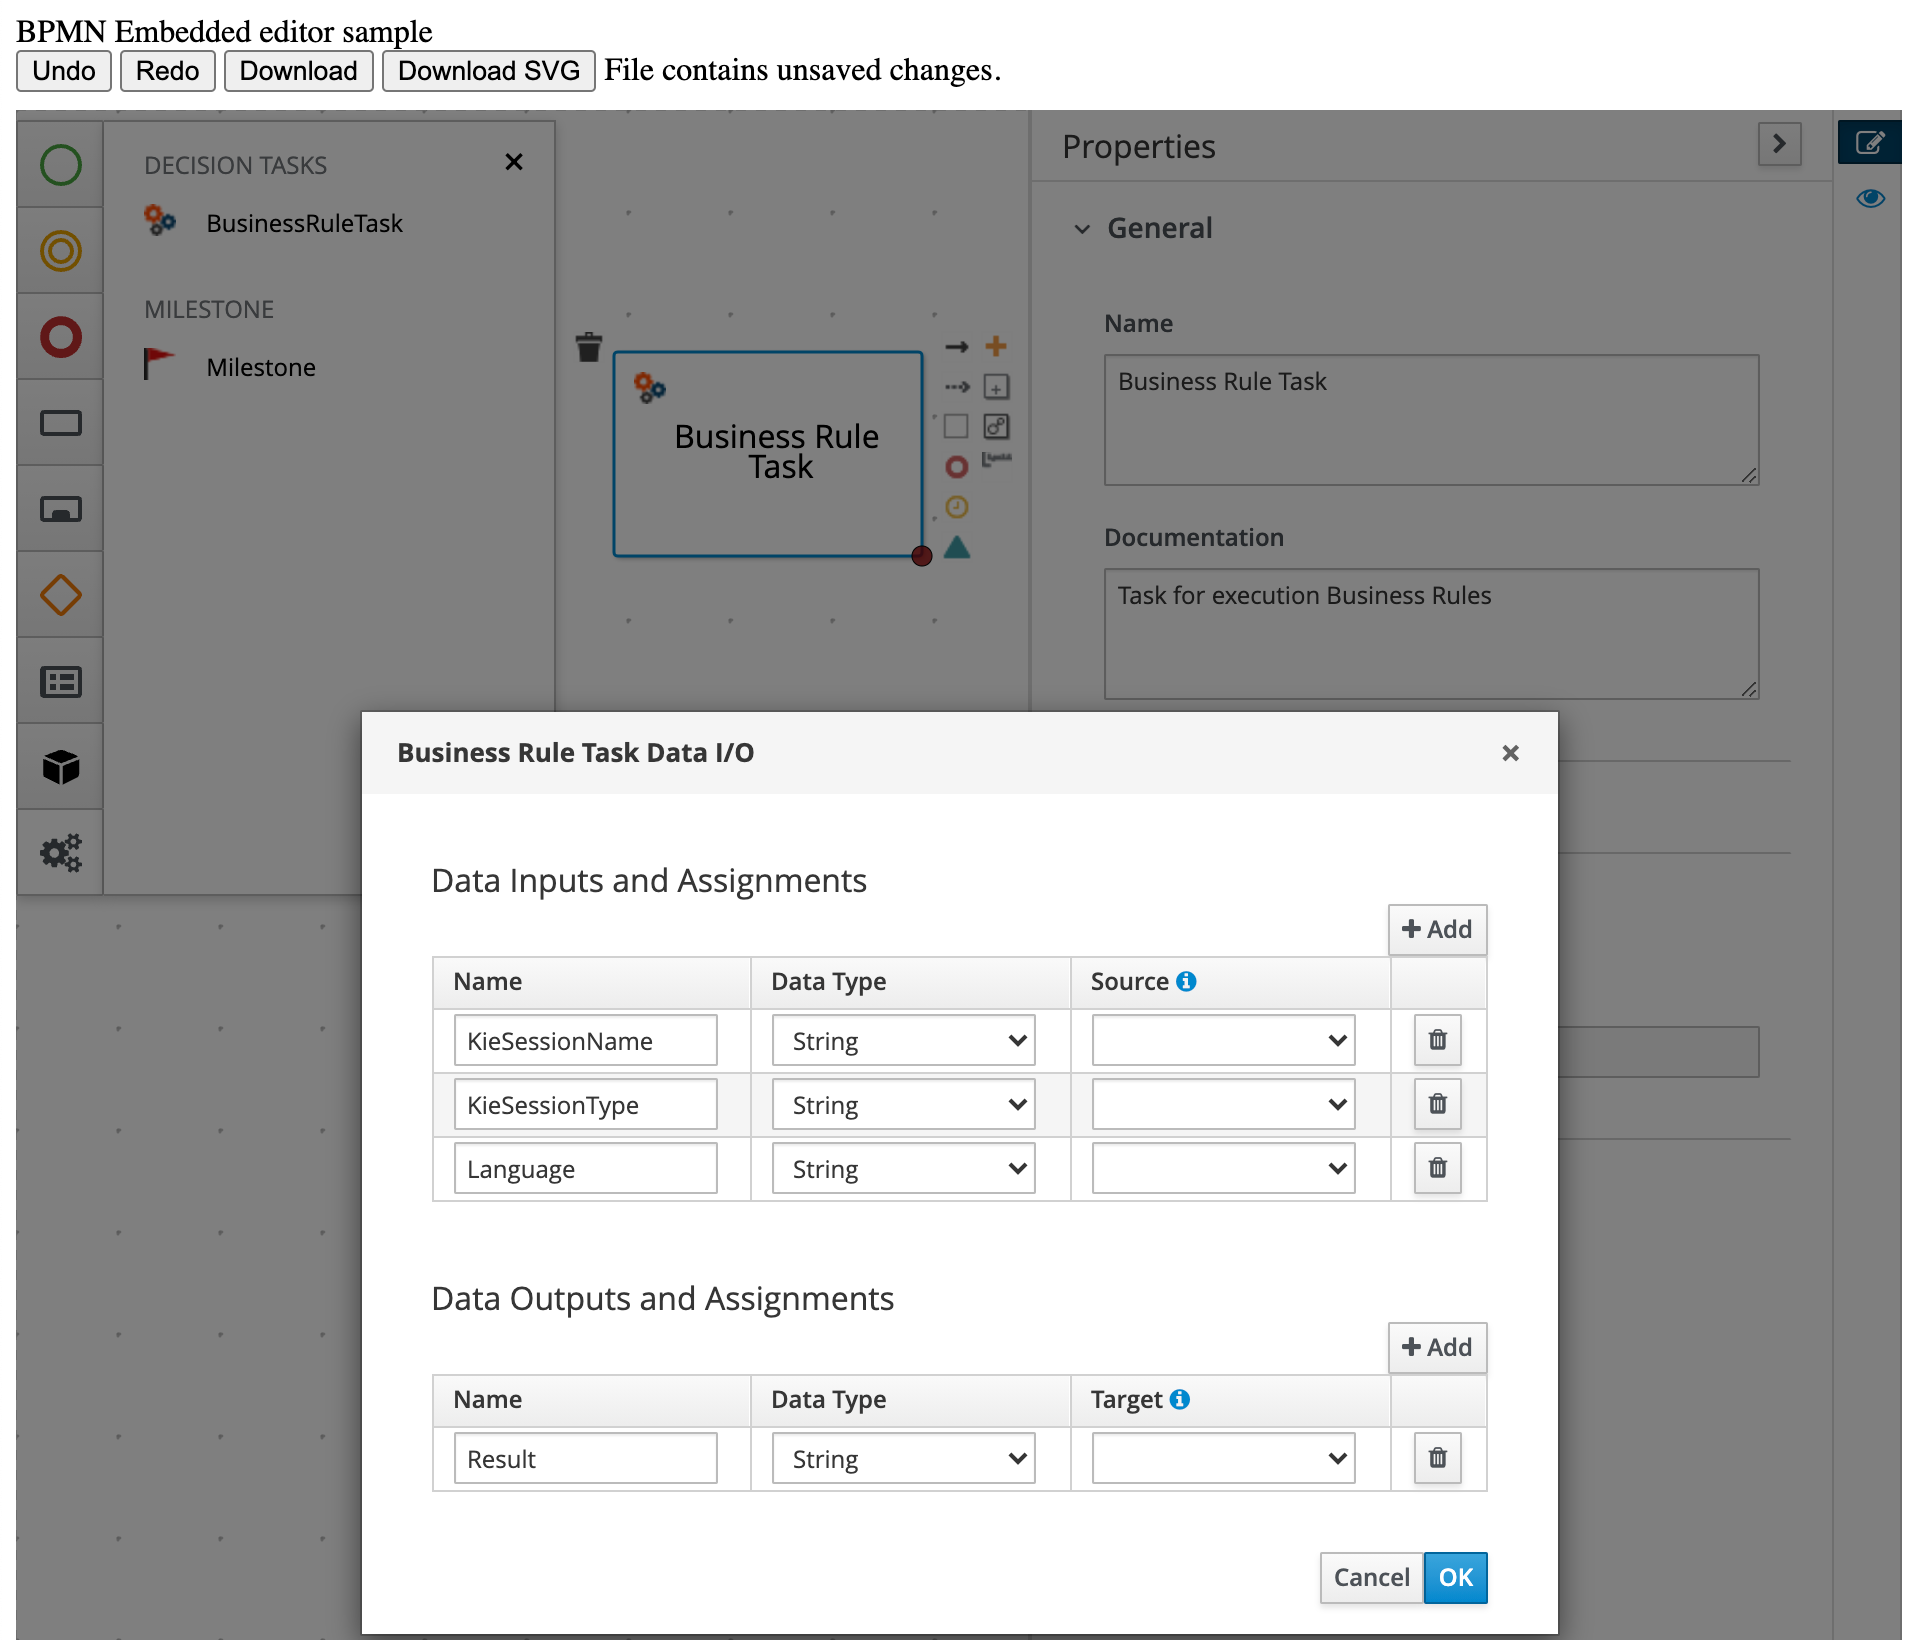 BPMN Embedded editor sample
Undo Redo Download Download SVG File contains unsaved changes.
DECISION TASKS
BusinessRuleTask
MILESTONE
Milestone
Business Rule
Task
Properties
General
Name
Business Rule Task
Documentation
Task for execution Business Rules
Business Rule Task Data I/O
Data Inputs and Assignments
Add
Name Data Type Source
KieSessionName String
KieSessionType String
Language String
Data Outputs and Assignments
Add
Name Data Type Target
Result String
Cancel OK